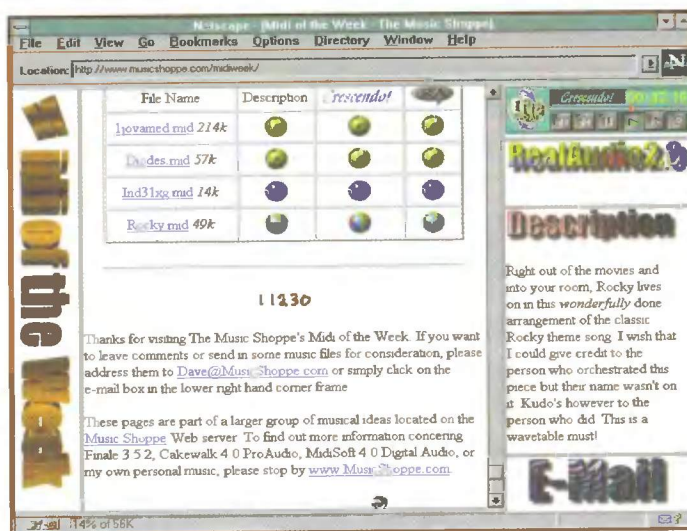 Netscape - [Midi of the Week - The Music Shoppe]
File Edit View Go Bookmarks Options Directory Window Help
Location: http://www.musicshoppe.com/midiweek/
File Name Description Crescendo!
1jovamed.mid 214k
57k
Ind31xg.mid 14k
Rocky.mid 49k
11230
Thanks for visiting The Music Shoppe's Midi of the Week. If you want
to leave comments or send in some music files for consideration, please
address them to Dave@MusicShoppe.com or simply click on the
e-mail box in the lower right hand corner frame
These pages are part of a larger group of musical ideas located on the
Music Shoppe Web server. To find out more information concering
Finale 3.5.2, Cakewalk 4.0 ProAudio, MidiSoft 4.0 Digital Audio, or
my own personal music, please stop by www.MusicShoppe.com
Midi of the Week
Crescendo!
RealAudio2.0
Description
Right out of the movies and
into your room, Rocky lives
on in this wonderfully done
arrangement of the classic
Rocky theme song. I wish that
I could give credit to the
person who orchestrated this
piece but their name wasn't on
it. Kudo's however to the
person who did. This is a
wavetable must!
E-Mail
14% of 56K